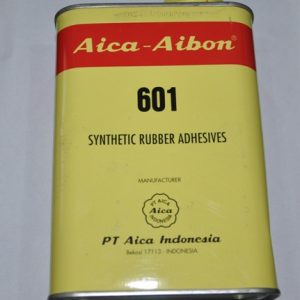 Aica-Aibon®
601
SYNTHETIC RUBBER ADHESIVES
MANUFACTURER
PT AICA
Aica
INDONESIA
PT Aica Indonesia
Bekasi 17113 - INDONESIA